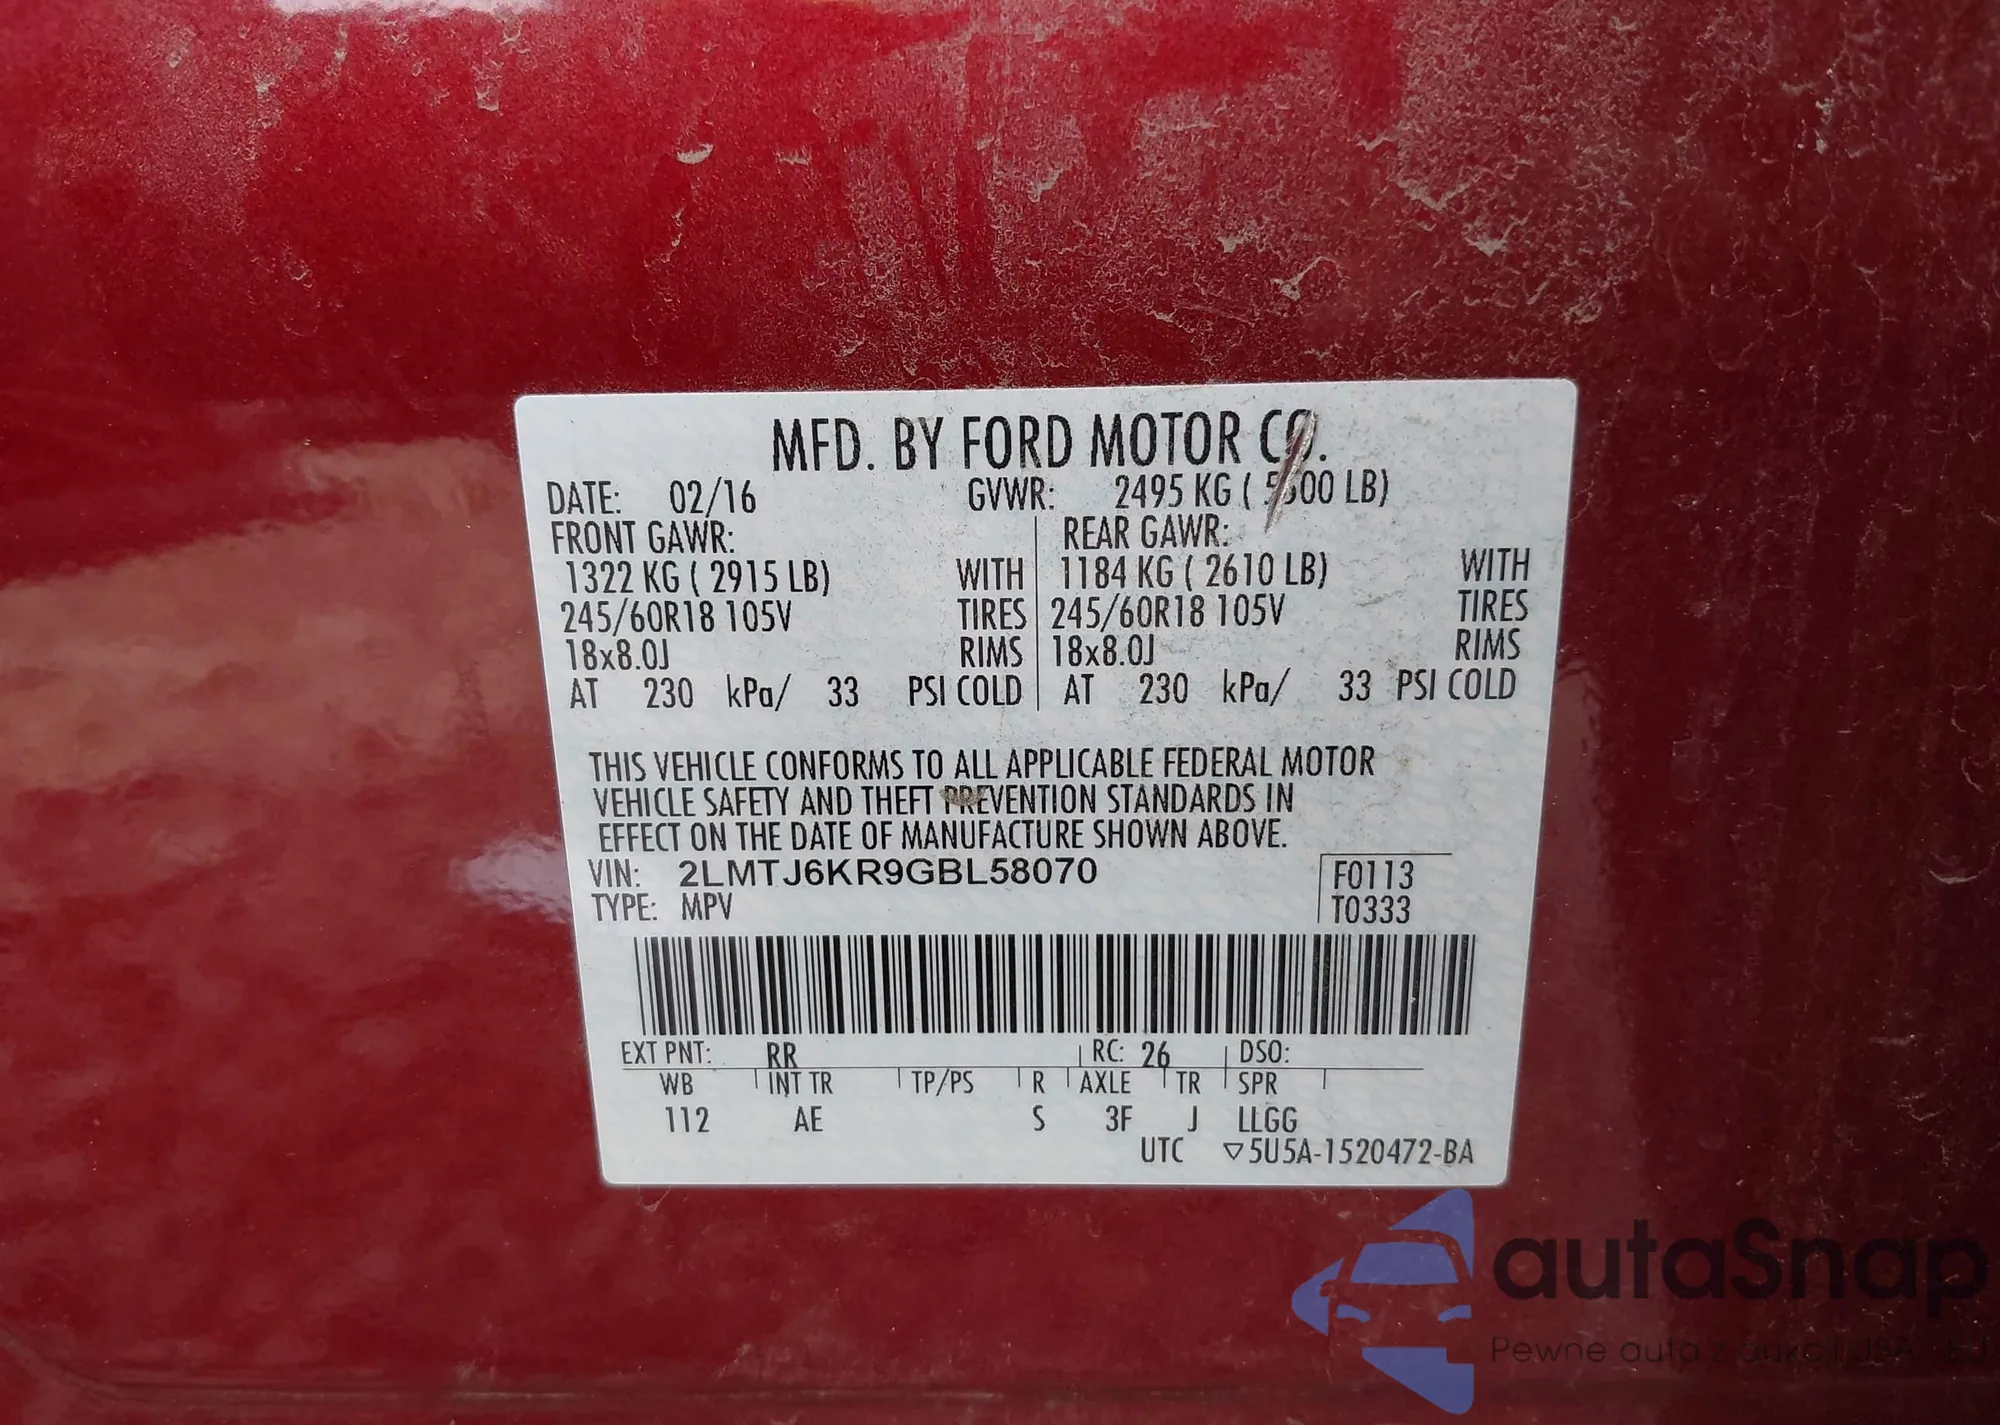 MFD. BY FORD MOTOR CO.
DATE: 02/16 GVWR: 2495 KG ( 5500 LB)
FRONT GAWR: REAR GAWR:
1322 KG ( 2915 LB) WITH 1184 KG ( 2610 LB) WITH
245/60R18 105V TIRES 245/60R18 105V TIRES
18x8.0J RIMS 18x8.0J RIMS
AT 230 kPa/ 33 PSI COLD AT 230 kPa/ 33 PSI COLD
THIS VEHICLE CONFORMS TO ALL APPLICABLE FEDERAL MOTOR
VEHICLE SAFETY AND THEFT PREVENTION STANDARDS IN
EFFECT ON THE DATE OF MANUFACTURE SHOWN ABOVE.
VIN: 2LMTJ6KR9GBL58070 F0113
TYPE: MPV T0333
EXT PNT: RR RC: 26 DSO:
WB INT TR TP/PS R AXLE TR SPR
112 AE S 3F J LLGG
UTC ▽5U5A-1520472-BA
autaSnap
Pewne auta z aukcji USA